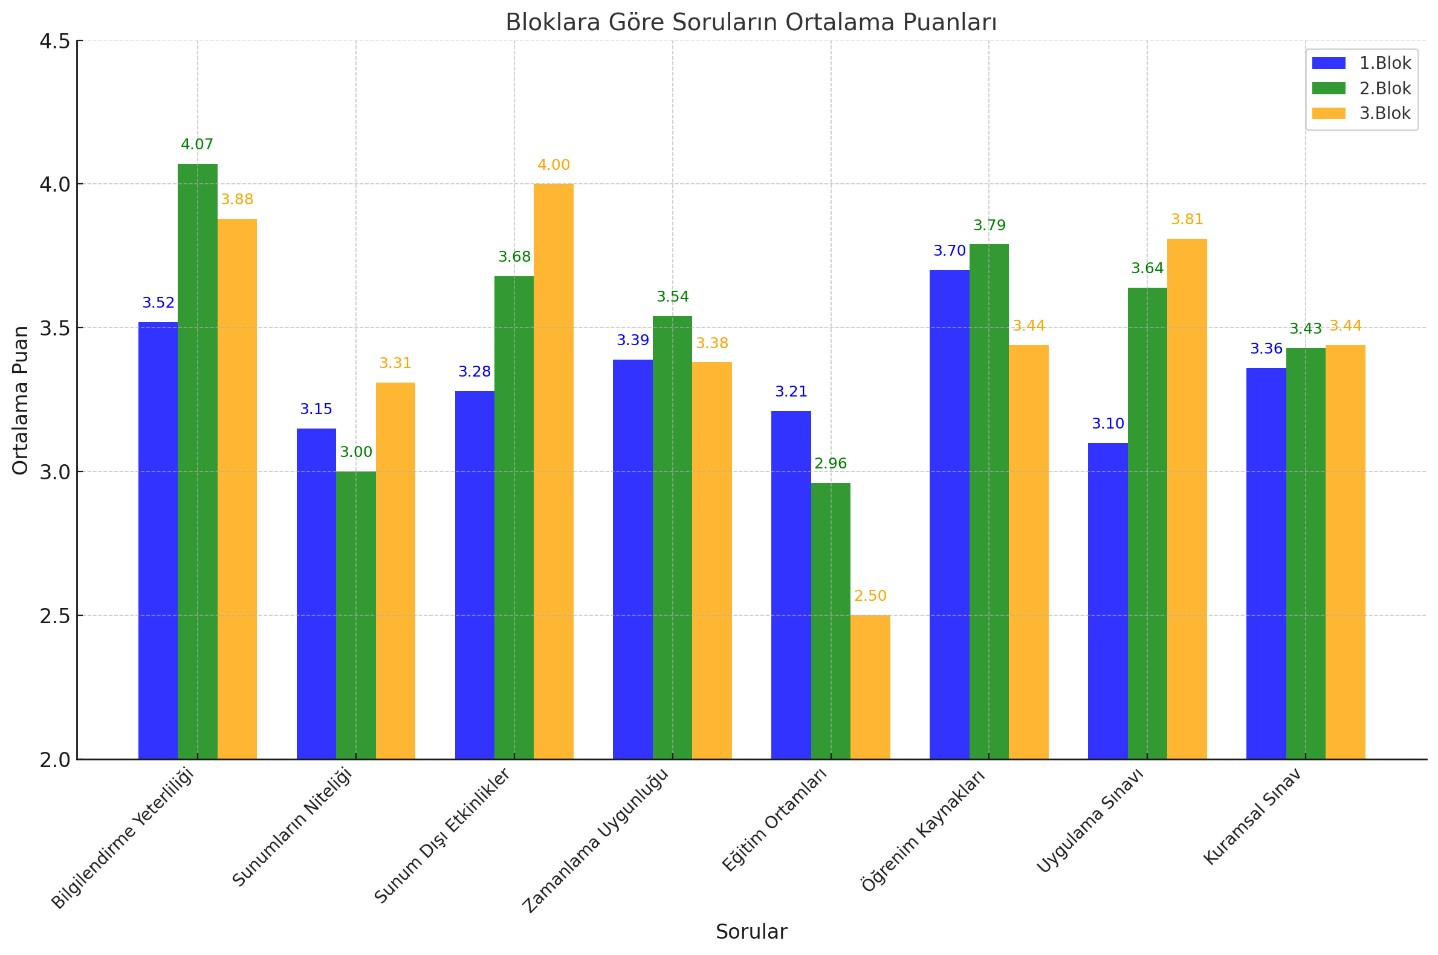 Bloklara Göre Soruların Ortalama Puanları
4.5
4.0
3.5
3.0
2.5
2.0
Ortalama Puan
1.Blok
2.Blok
3.Blok
3.52
4.07
3.88
3.15
3.00
3.31
3.28
3.68
4.00
3.39
3.54
3.38
3.21
2.96
2.50
3.70
3.79
3.44
3.10
3.64
3.81
3.36
3.43
3.44
Bilgilendirme Yeterliliği
Sunumların Niteliği
Sunum Dışı Etkinlikler
Zamanlama Uygunluğu
Eğitim Ortamları
Öğrenim Kaynakları
Uygulama Sınavı
Kuramsal Sınav
Sorular